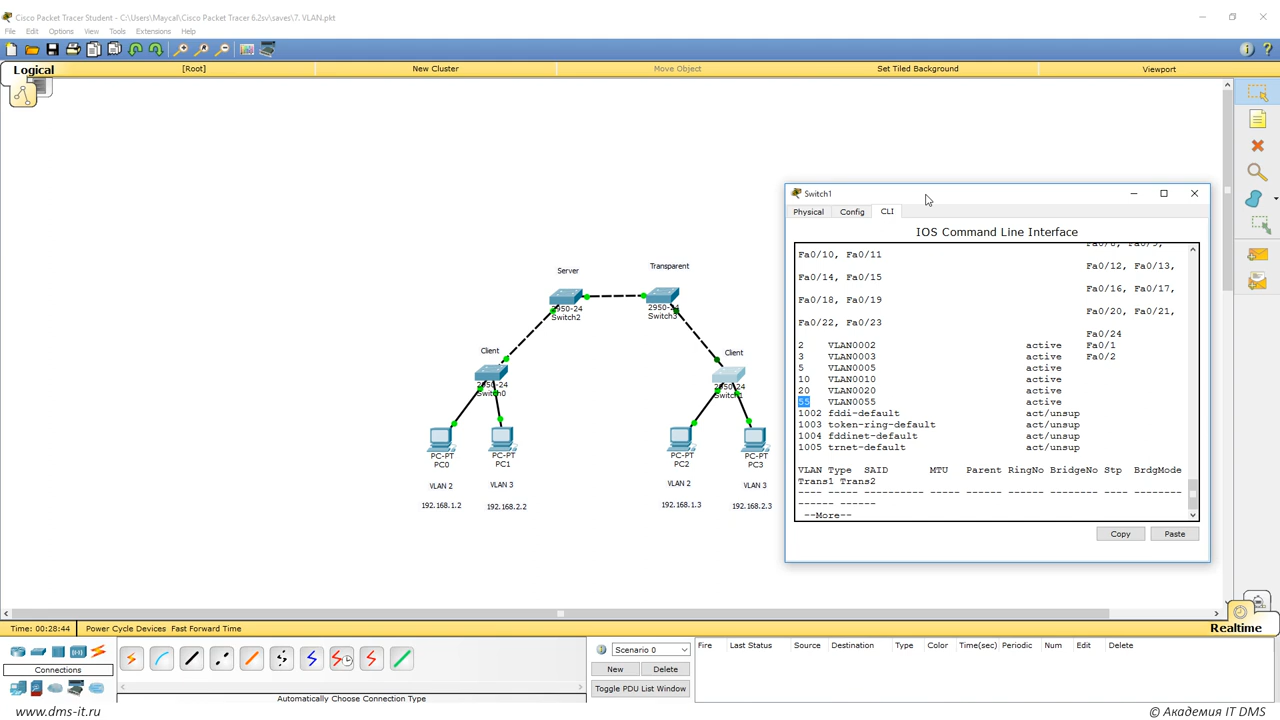 Cisco Packet Tracer Student - C:\Users\Maycal\Cisco Packet Tracer 6.2sv\saves\7. VLAN.pkt
File Edit Options View Tools Extensions Help
Logical
[Root]
New Cluster
Move Object
Set Tiled Background
Viewport
Server
Transparent
2950-24
Switch2
2950-24
Switch3
Client
2950-24
Switch0
Client
2950-24
Switch1
PC-PT
PC0
PC-PT
PC1
PC-PT
PC2
PC-PT
PC3
VLAN 2
VLAN 3
VLAN 2
VLAN 3
192.168.1.2
192.168.2.2
192.168.1.3
192.168.2.3
Switch1
Physical Config CLI
IOS Command Line Interface
Fa0/10, Fa0/11
Fa0/12, Fa0/13,
Fa0/14, Fa0/15
Fa0/16, Fa0/17,
Fa0/18, Fa0/19
Fa0/20, Fa0/21,
Fa0/22, Fa0/23
Fa0/24
2 VLAN0002 active Fa0/1
3 VLAN0003 active Fa0/2
5 VLAN0005 active
10 VLAN0010 active
20 VLAN0020 active
55 VLAN0055 active
1002 fddi-default act/unsup
1003 token-ring-default act/unsup
1004 fddinet-default act/unsup
1005 trnet-default act/unsup
VLAN Type SAID MTU Parent RingNo BridgeNo Stp BrdgMode
Trans1 Trans2
---- ----- ---------- ----- ------ ------ -------- ---- --------
------ ------
--More--
Copy Paste
Time: 00:28:44 Power Cycle Devices Fast Forward Time
Realtime
Connections
Automatically Choose Connection Type
Scenario 0
New Delete
Toggle PDU List Window
Fire Last Status Source Destination Type Color Time(sec) Periodic Num Edit Delete
www.dms-it.ru
© Академия IT DMS